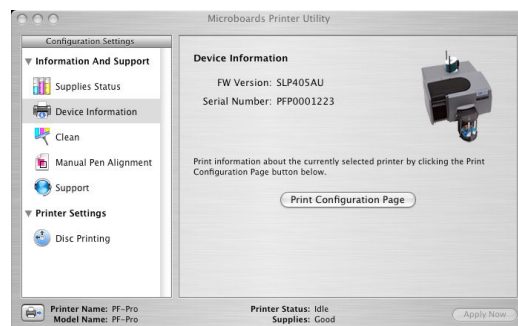 Microboards Printer Utility
Configuration Settings
Information And Support
Supplies Status
Device Information
Clean
Manual Pen Alignment
Support
Printer Settings
Disc Printing
Device Information
FW Version: SLP405AU
Serial Number: PFP0001223
Print information about the currently selected printer by clicking the Print
Configuration Page button below.
Print Configuration Page
Printer Name: PF-Pro
Model Name: PF-Pro
Printer Status: Idle
Supplies: Good
Apply Now